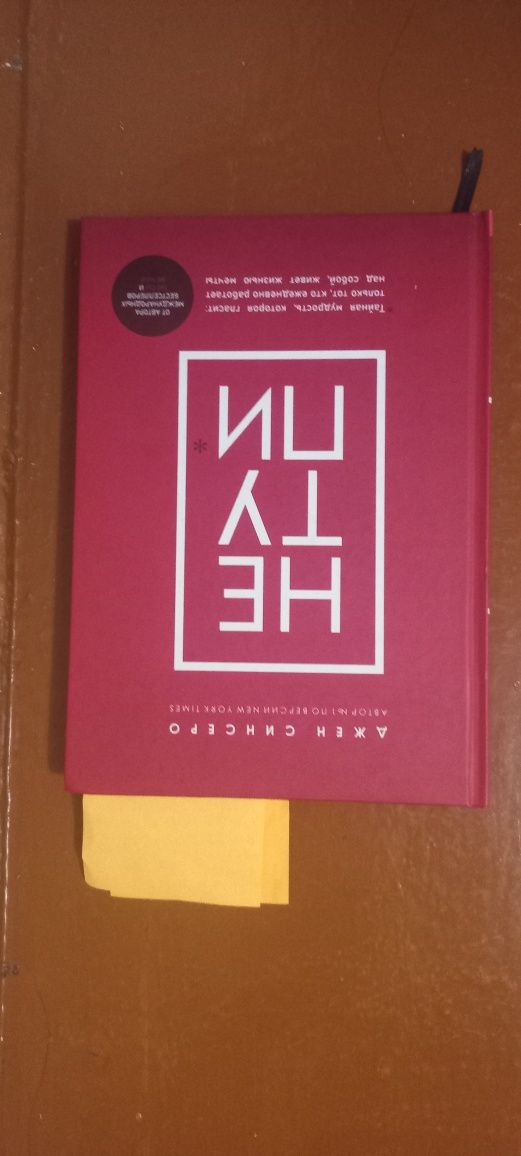 ДЖЕН СИНСЕРО
АВТОР №1 ПО ВЕРСИИ NEW YORK TIMES
НЕ
ТУ
ПИ*
*Тайная мудрость, которая гласит:
только тот, кто ежедневно работает
над собой, живет жизнью мечты
ОТ АВТОРА
МЕЖДУНАРОДНЫХ
БЕСТСЕЛЛЕРОВ
И